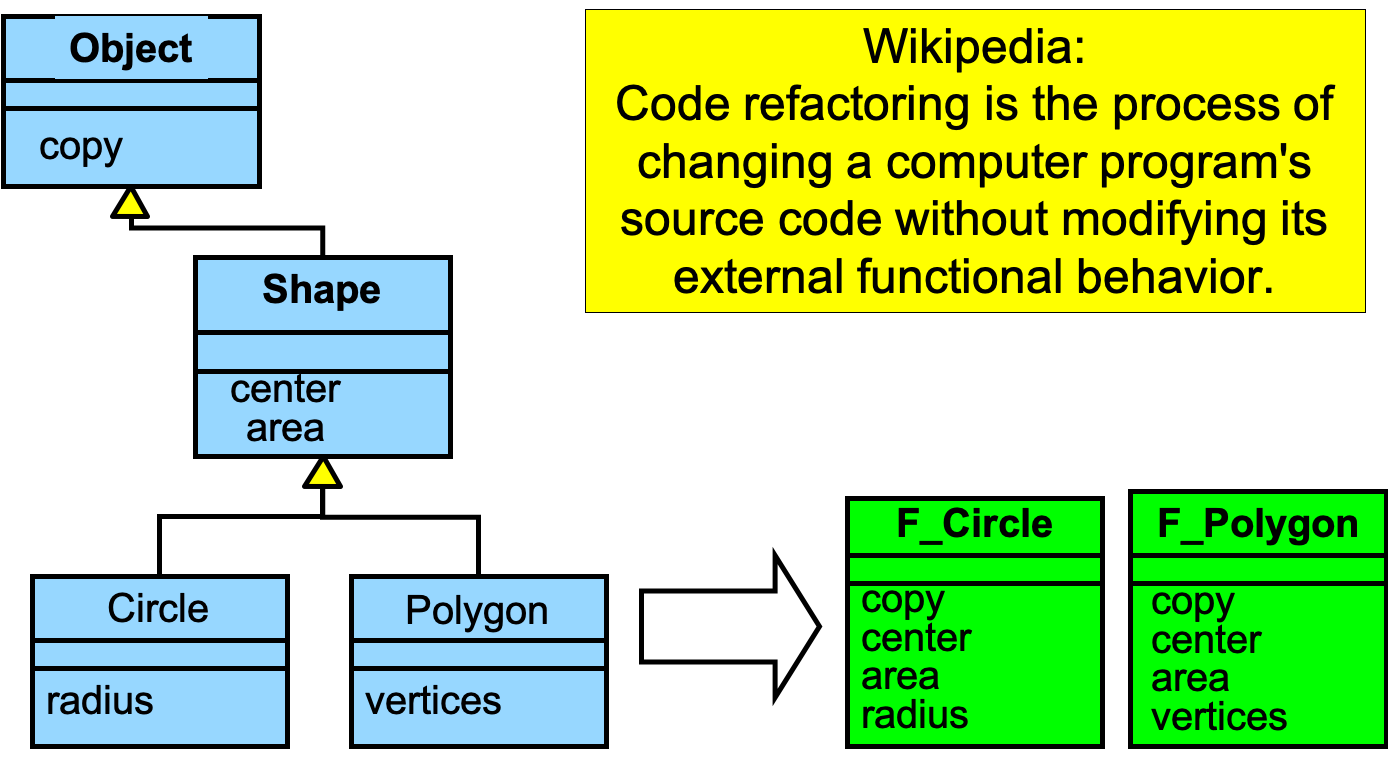 Object
copy
Wikipedia:
Code refactoring is the process of
changing a computer program's
source code without modifying its
external functional behavior.
Shape
center
area
Circle
radius
Polygon
vertices
F_Circle
copy
center
area
radius
F_Polygon
copy
center
area
vertices